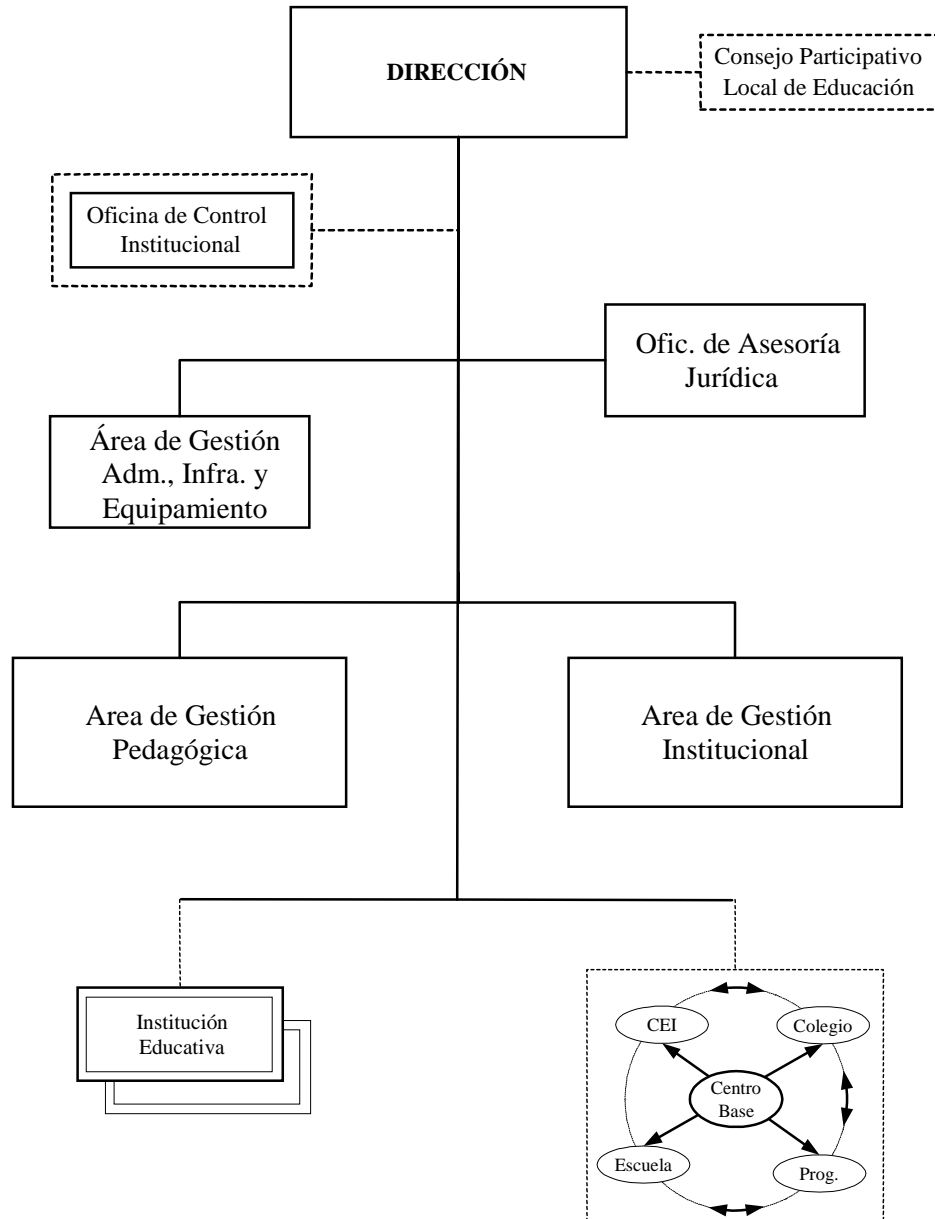 DIRECCIÓN
Consejo Participativo
Local de Educación
Oficina de Control
Institucional
Ofic. de Asesoría
Jurídica
Área de Gestión
Adm., Infra. y
Equipamiento
Area de Gestión
Pedagógica
Area de Gestión
Institucional
Institución
Educativa
CEI
Colegio
Centro
Base
Escuela
Prog.